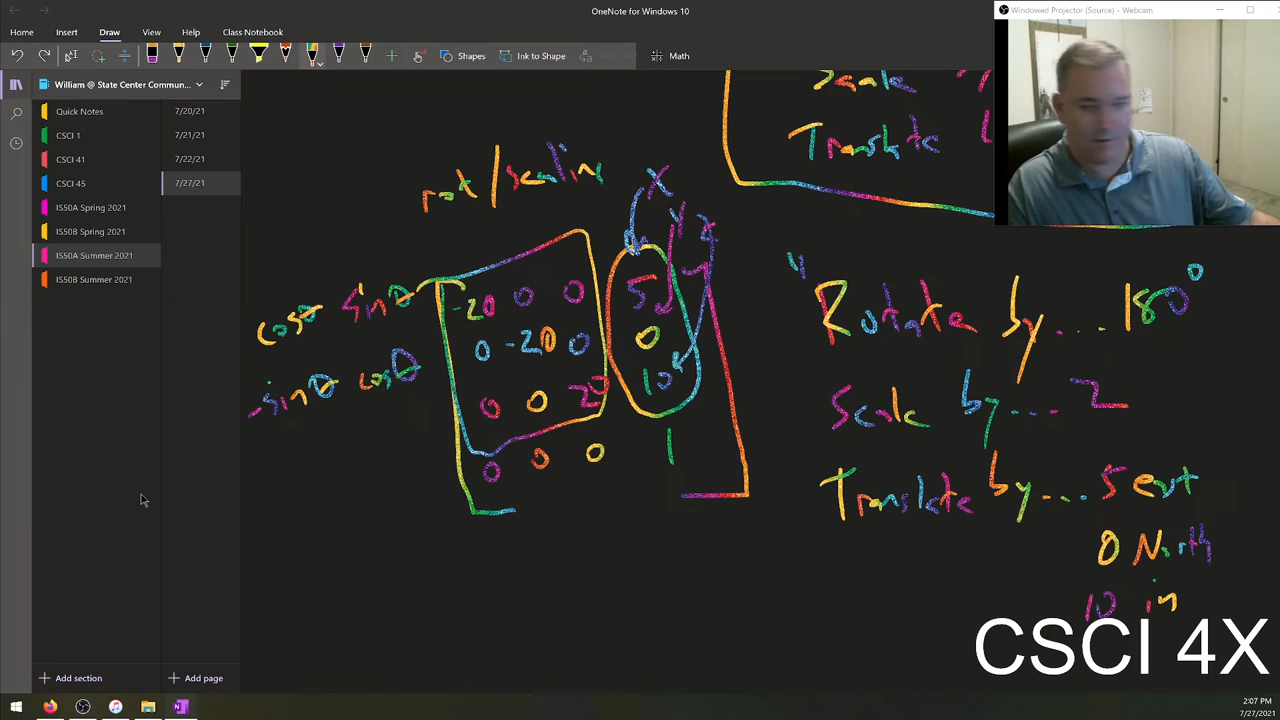 OneNote for Windows 10
Windowed Projector (Source) - Webcam
Home Insert Draw View Help Class Notebook
Shapes Ink to Shape Math
William @ State Center Commun...
Quick Notes
CSCI 1
CSCI 41
CSCI 45
IS50A Spring 2021
IS50B Spring 2021
IS50A Summer 2021
IS50B Summer 2021
7/20/21
7/21/21
7/22/21
7/27/21
Scale
Translate
rot/scaling
X
y
z
cosθ sinθ
-sinθ cosθ
0 0 5
0 0 0
0 0 2 10
0 0 0 1
"Rotate by... 180°
Scale by... 2
Translate by... 5 East
0 North
10 in
CSCI 4X
Add section
Add page
2:07 PM
7/27/2021